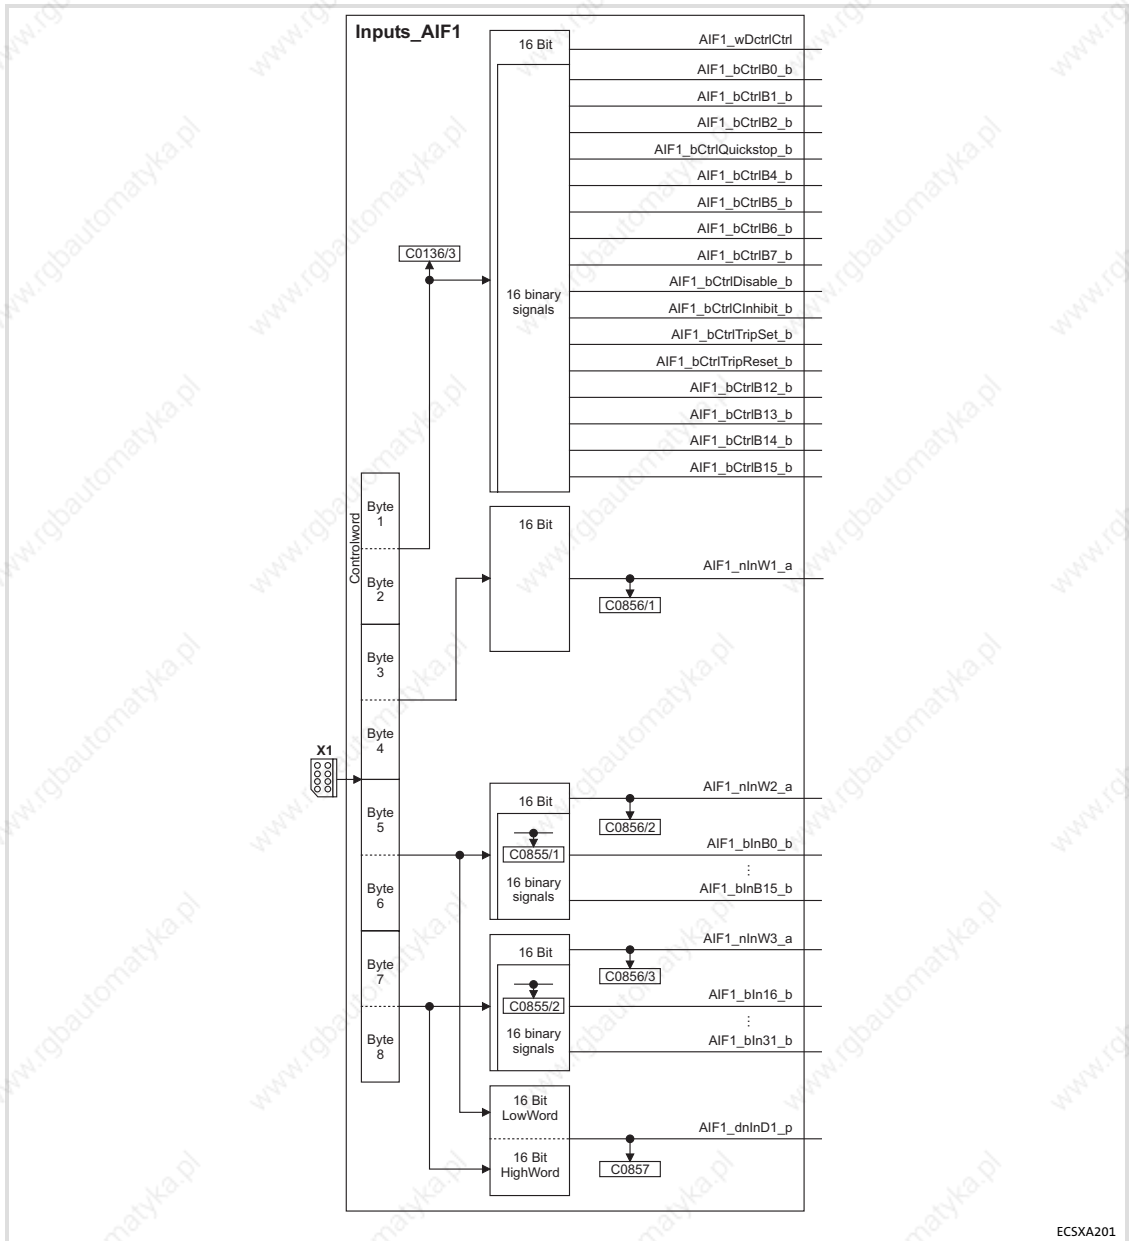 Inputs_AIF1
16 Bit
AIF1_wDctrlCtrl
AIF1_bCtrlB0_b
AIF1_bCtrlB1_b
AIF1_bCtrlB2_b
AIF1_bCtrlQuickstop_b
AIF1_bCtrlB4_b
AIF1_bCtrlB5_b
AIF1_bCtrlB6_b
AIF1_bCtrlB7_b
AIF1_bCtrlDisable_b
AIF1_bCtrlCInhibit_b
AIF1_bCtrlTripSet_b
AIF1_bCtrlTripReset_b
AIF1_bCtrlB12_b
AIF1_bCtrlB13_b
AIF1_bCtrlB14_b
AIF1_bCtrlB15_b
C0136/3
16 binary
signals
Controlword
Byte
1
Byte
2
Byte
3
Byte
4
Byte
5
Byte
6
Byte
7
Byte
8
X1
16 Bit
AIF1_nInW1_a
C0856/1
16 Bit
AIF1_nInW2_a
C0856/2
C0855/1
AIF1_bInB0_b
16 binary
signals
AIF1_bInB15_b
16 Bit
AIF1_nInW3_a
C0856/3
C0855/2
AIF1_bIn16_b
16 binary
signals
AIF1_bIn31_b
16 Bit
LowWord
AIF1_dnInD1_p
16 Bit
HighWord
C0857
ECSXA201
www.rgbautomatyka.pl